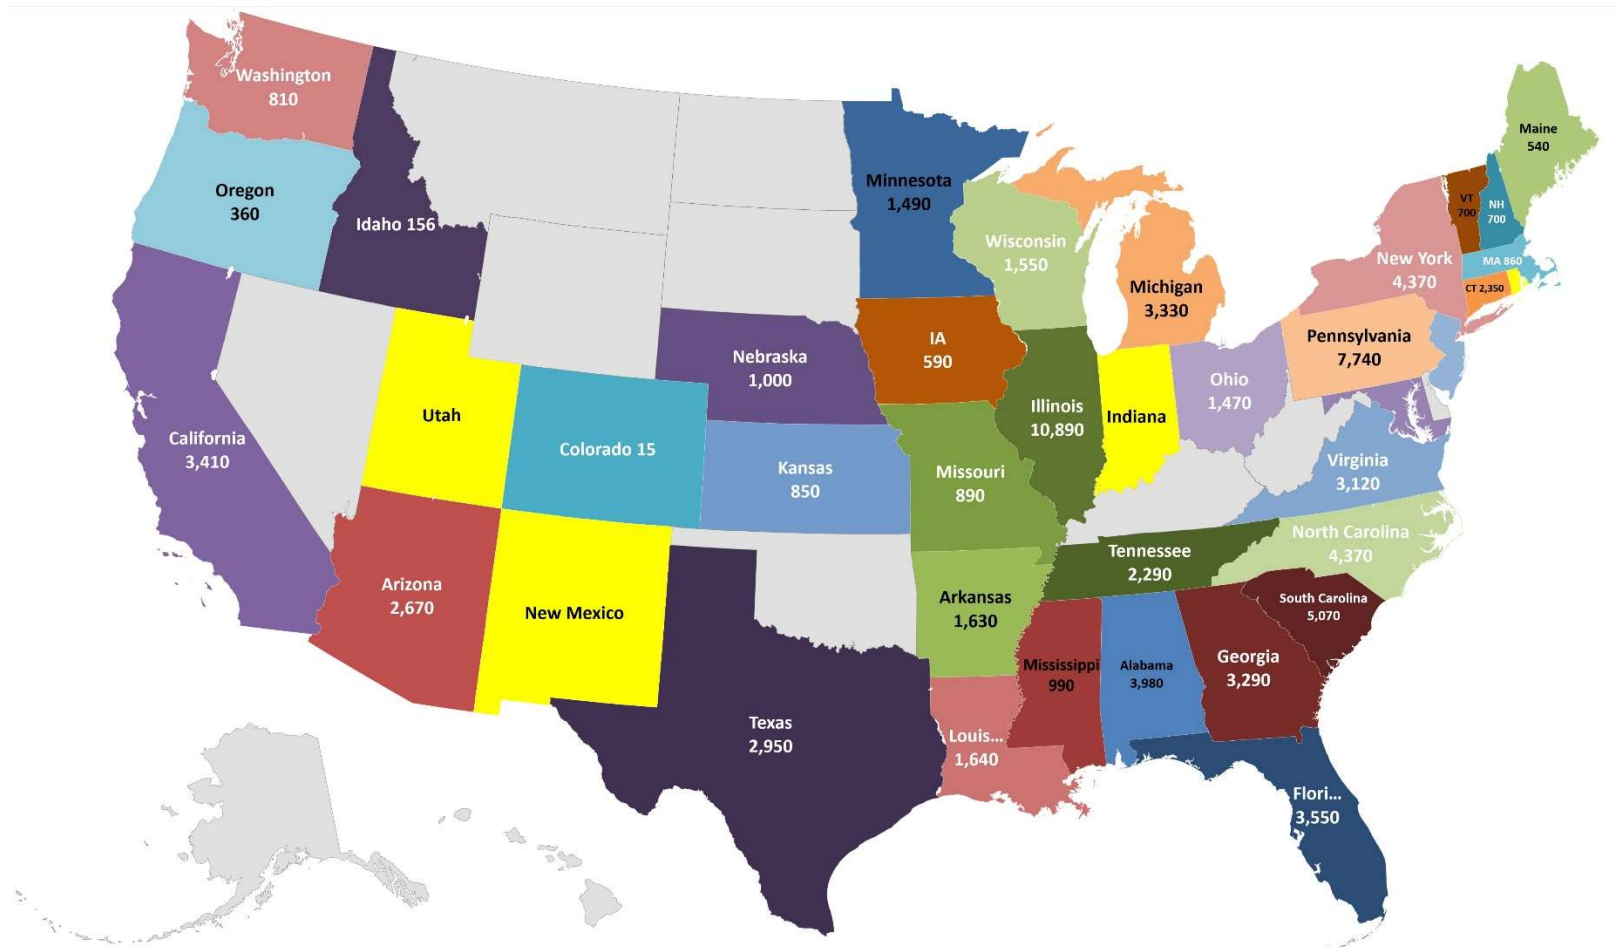 Washington
810
Oregon
360
Idaho 156
California
3,410
Utah
Colorado 15
Arizona
2,670
New Mexico
Texas
2,950
Nebraska
1,000
Kansas
850
Minnesota
1,490
IA
590
Missouri
890
Arkansas
1,630
Louis...
1,640
Wisconsin
1,550
Illinois
10,890
Michigan
3,330
Indiana
Ohio
1,470
Tennessee
2,290
Mississippi
990
Alabama
3,980
Georgia
3,290
Flori...
3,550
South Carolina
5,070
North Carolina
4,370
Virginia
3,120
Pennsylvania
7,740
New York
4,370
VT
700
NH
700
Maine
540
MA 860
CT 2,350